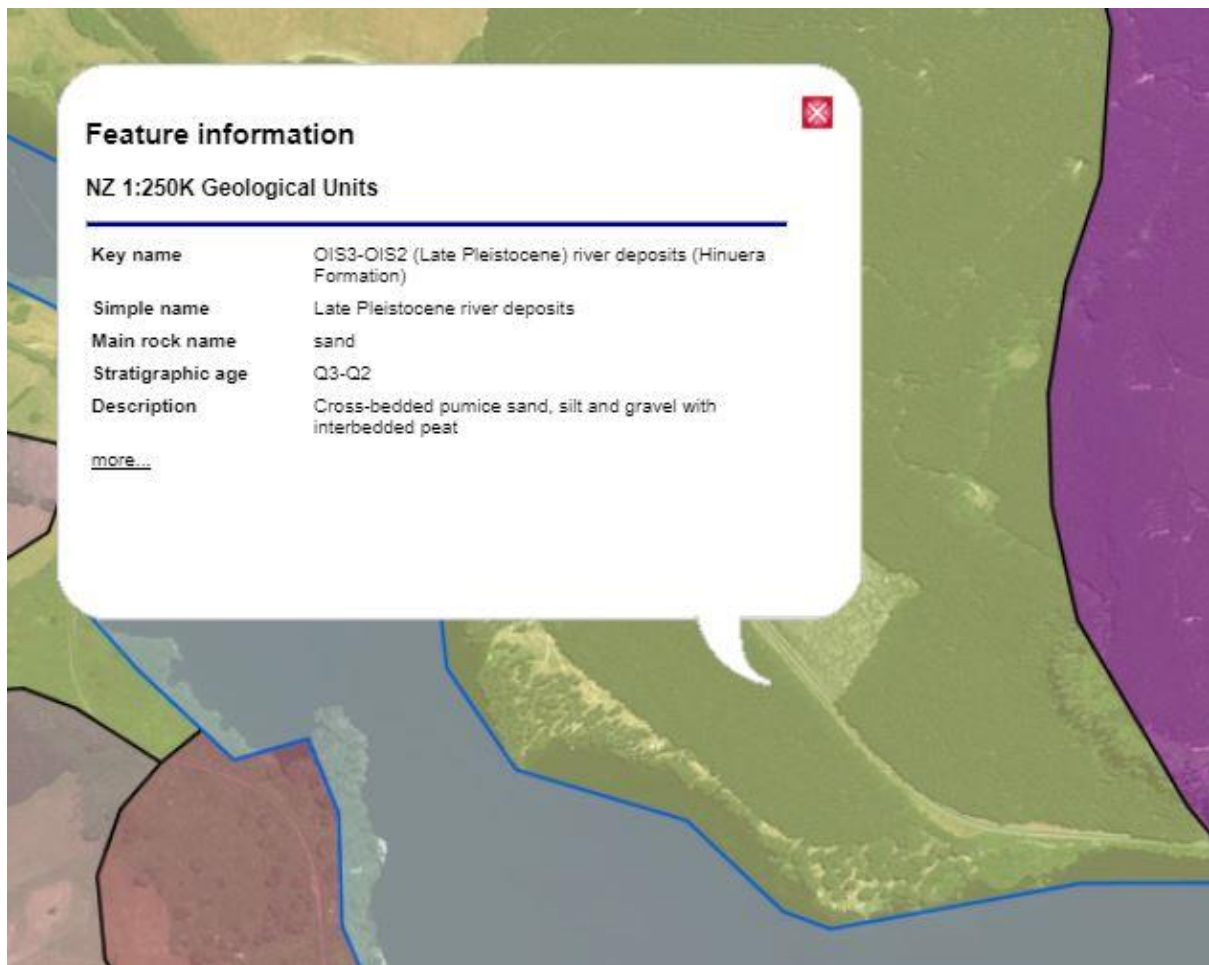 Feature information
NZ 1:250K Geological Units
Key name OIS3-OIS2 (Late Pleistocene) river deposits (Hinuera
Formation)
Simple name Late Pleistocene river deposits
Main rock name sand
Stratigraphic age Q3-Q2
Description Cross-bedded pumice sand, silt and gravel with
interbedded peat
more...